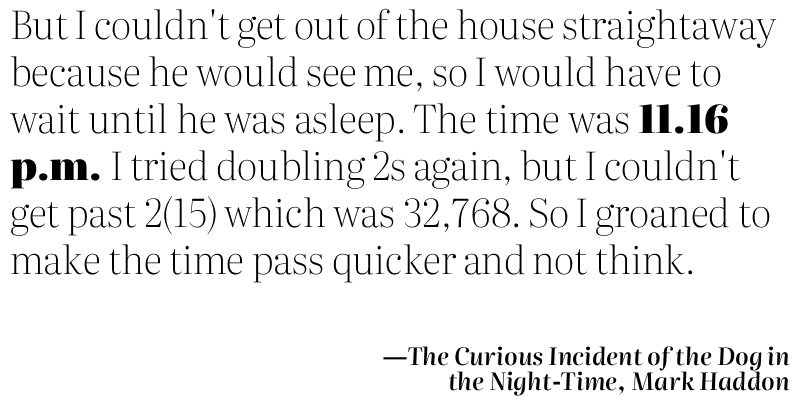 But I couldn't get out of the house straightaway
because he would see me, so I would have to
wait until he was asleep. The time was 11.16
p.m. I tried doubling 2s again, but I couldn't
get past 2(15) which was 32,768. So I groaned to
make the time pass quicker and not think.
—The Curious Incident of the Dog in
the Night-Time, Mark Haddon